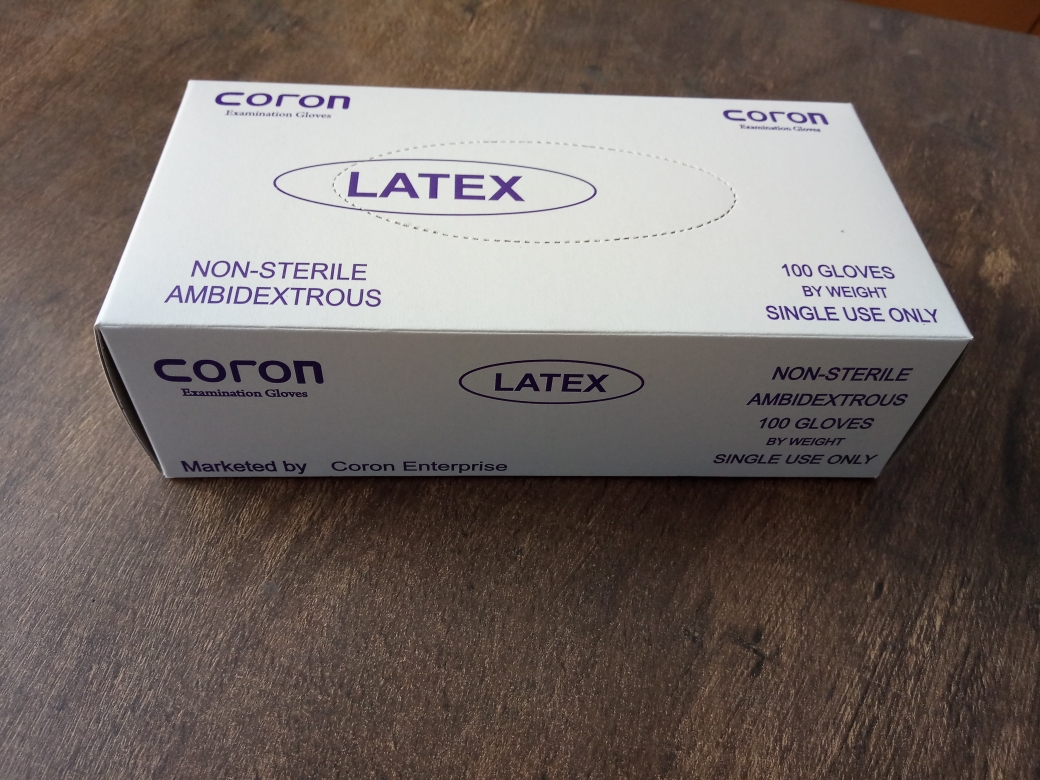 coron
Examination Gloves
coron
Examination Gloves
LATEX
NON-STERILE
AMBIDEXTROUS
100 GLOVES
BY WEIGHT
SINGLE USE ONLY
coron
Examination Gloves
LATEX
NON-STERILE
AMBIDEXTROUS
100 GLOVES
BY WEIGHT
SINGLE USE ONLY
Marketed by Coron Enterprise